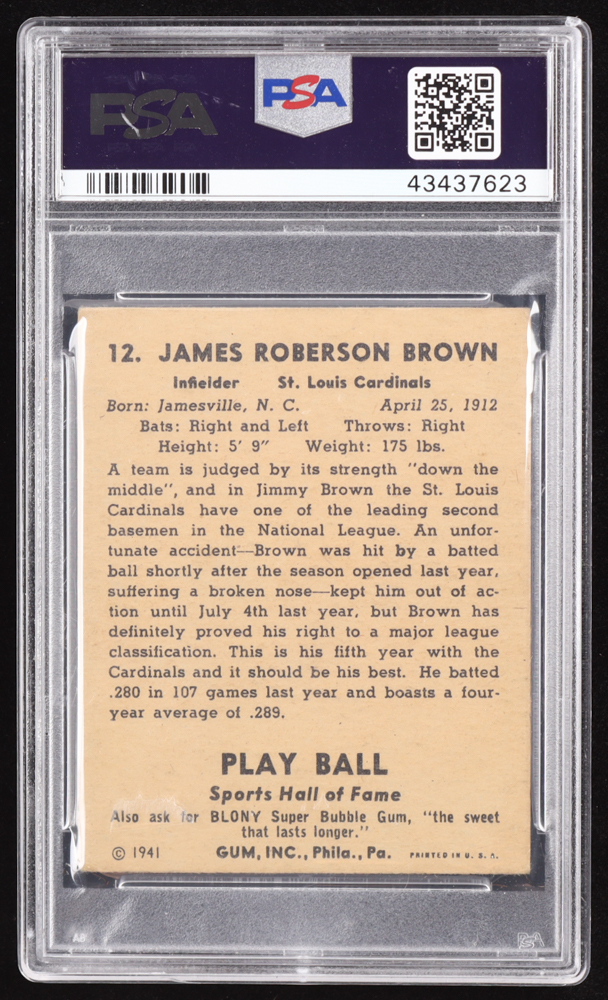 PSA
PSA
43437623
12. JAMES ROBERSON BROWN
Infielder St. Louis Cardinals
Born: Jamesville, N. C. April 25, 1912
Bats: Right and Left Throws: Right
Height: 5' 9" Weight: 175 lbs.
A team is judged by its strength "down the
middle", and in Jimmy Brown the St. Louis
Cardinals have one of the leading second
basemen in the National League. An unfor-
tunate accident—Brown was hit by a batted
ball shortly after the season opened last year,
suffering a broken nose—kept him out of ac-
tion until July 4th last year, but Brown has
definitely proved his right to a major league
classification. This is his fifth year with the
Cardinals and it should be his best. He batted
.280 in 107 games last year and boasts a four-
year average of .289.
PLAY BALL
Sports Hall of Fame
Also ask for BLONY Super Bubble Gum, "the sweet
that lasts longer."
© 1941 GUM, INC., Phila., Pa. PRINTED IN U. S. A.
PSA